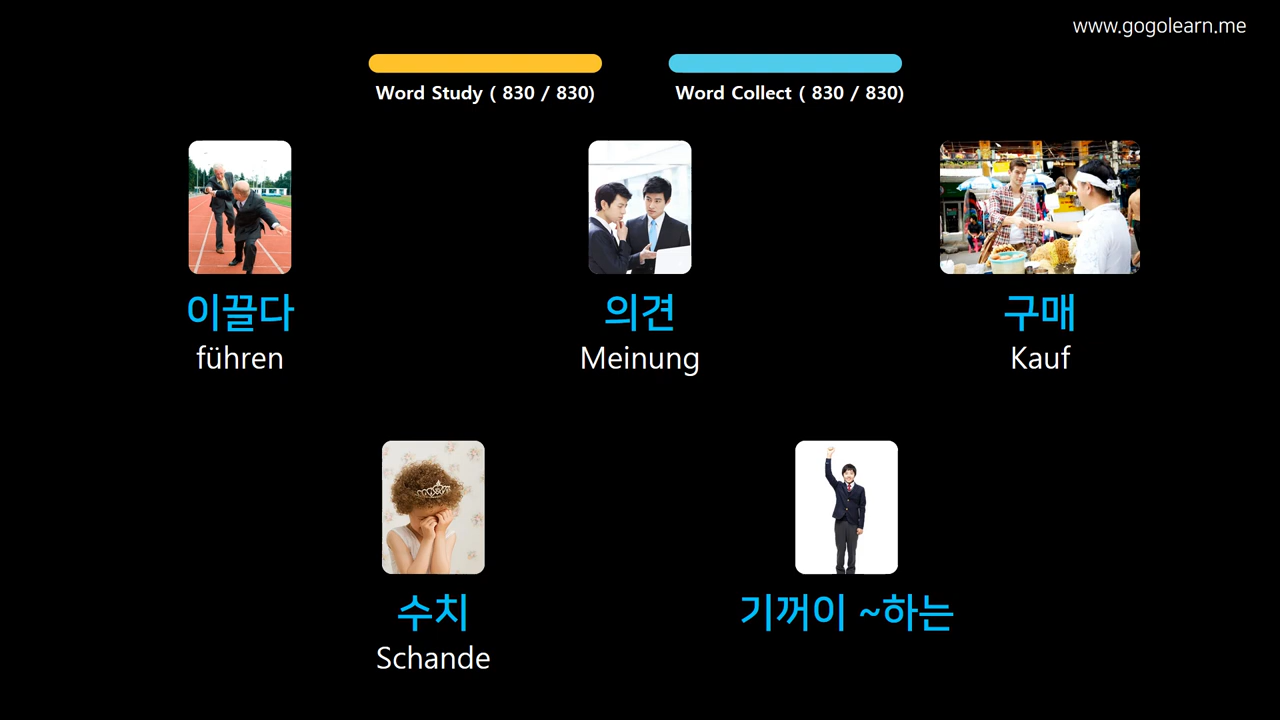 www.gogolearn.me
Word Study ( 830 / 830)
Word Collect ( 830 / 830)
이끌다
führen
의견
Meinung
구매
Kauf
수치
Schande
기꺼이 ~하는